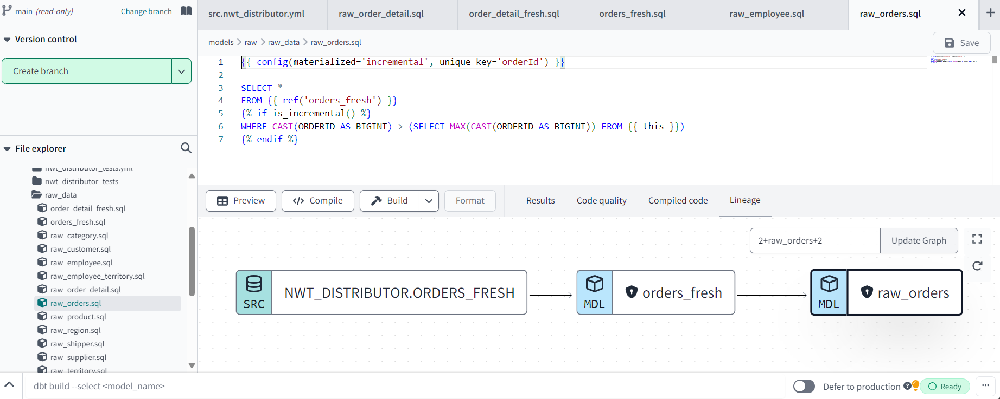 main (read-only) Change branch
Version control
Create branch
File explorer
nwt_distributor_tests.yml
nwt_distributor_tests
raw_data
order_detail_fresh.sql
orders_fresh.sql
raw_category.sql
raw_customer.sql
raw_employee.sql
raw_employee_territory.sql
raw_order_detail.sql
raw_orders.sql
raw_product.sql
raw_region.sql
raw_shipper.sql
raw_supplier.sql
raw_territory.sql
src.nwt_distributor.yml raw_order_detail.sql order_detail_fresh.sql orders_fresh.sql raw_employee.sql raw_orders.sql
models > raw > raw_data > raw_orders.sql
Save
1 {{ config(materialized='incremental', unique_key='orderId') }}
2
3 SELECT *
4 FROM {{ ref('orders_fresh') }}
5 {% if is_incremental() %}
6 WHERE CAST(ORDERID AS BIGINT) > (SELECT MAX(CAST(ORDERID AS BIGINT)) FROM {{ this }})
7 {% endif %}
Preview </> Compile Build Format Results Code quality Compiled code Lineage
2+raw_orders+2 Update Graph
SRC NWT_DISTRIBUTOR.ORDERS_FRESH
MDL orders_fresh
MDL raw_orders
dbt build --select <model_name>
Defer to production ? Ready ...